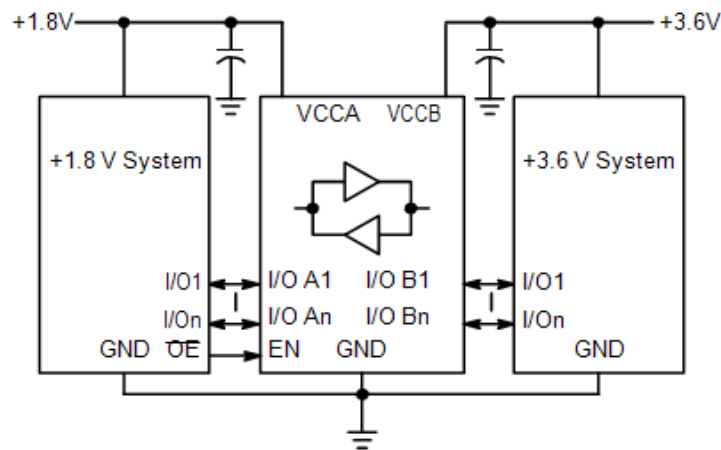 +1.8V
+3.6V
VCCA
VCCB
+1.8 V System
+3.6 V System
I/O1
I/O A1
I/O B1
I/O1
I/On
I/O An
I/O Bn
I/On
GND
OE
EN
GND
GND